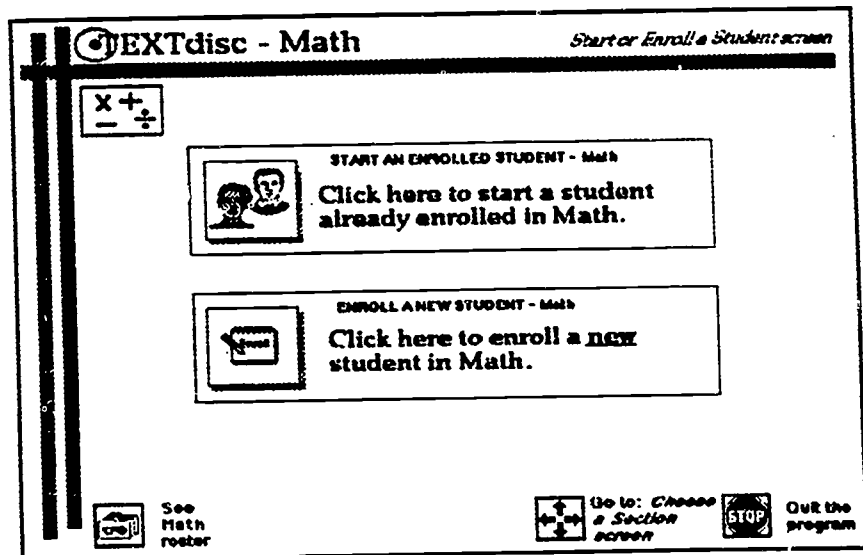 TEXTdisc - Math
Start or Enroll a Student screen
START AN ENROLLED STUDENT - Math
Click here to start a student
already enrolled in Math.
ENROLL A NEW STUDENT - Math
Click here to enroll a new
student in Math.
See
Math
roster
Go to: Choose
a Section
screen
STOP
Quit the
program